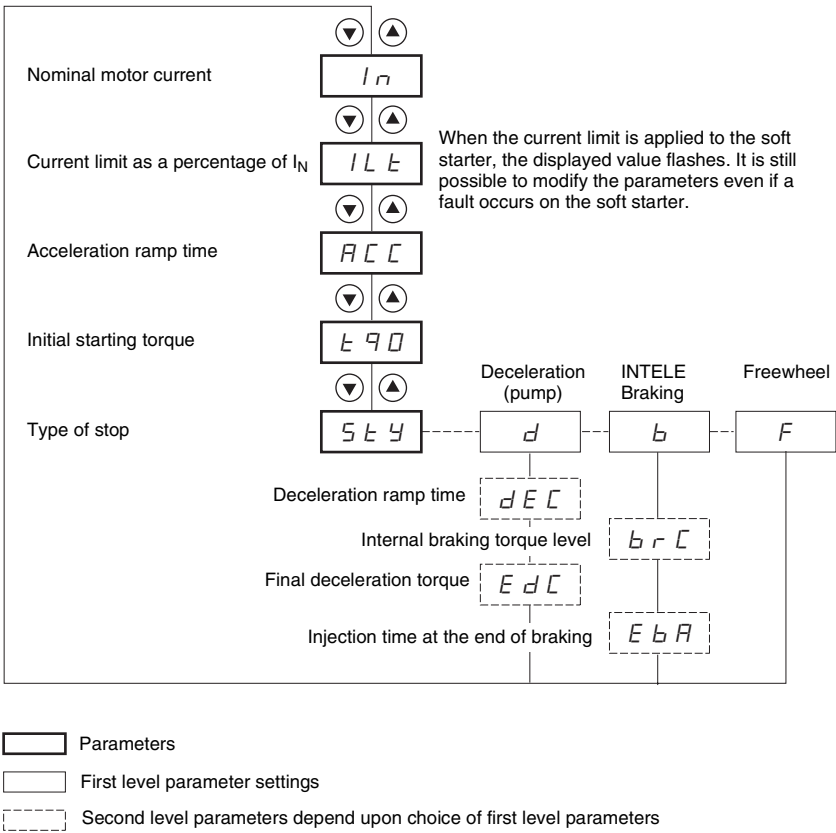 Nominal motor current
In
Current limit as a percentage of IN
ILt
When the current limit is applied to the soft
starter, the displayed value flashes. It is still
possible to modify the parameters even if a
fault occurs on the soft starter.
Acceleration ramp time
ACC
Initial starting torque
tq0
Deceleration
(pump)
INTELE
Braking
Freewheel
Type of stop
StY
d
b
F
Deceleration ramp time
dEC
Internal braking torque level
brC
Final deceleration torque
EdC
Injection time at the end of braking
EbA
Parameters
First level parameter settings
Second level parameters depend upon choice of first level parameters